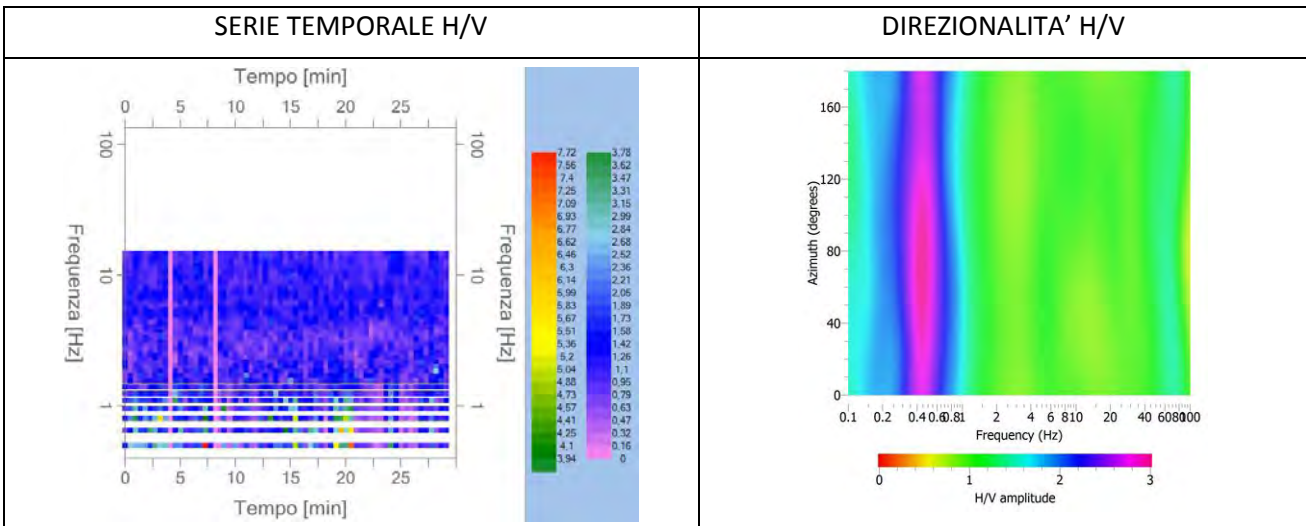 SERIE TEMPORALE H/V
DIREZIONALITA’ H/V
Tempo [min]
0 5 10 15 20 25
100
10
1
Frequenza [Hz]
100
10
1
Frequenza [Hz]
0 5 10 15 20 25
Tempo [min]
7,72 3,78
7,56 3,62
7,4 3,47
7,25 3,31
7,09 3,15
6,93 2,99
6,77 2,84
6,62 2,68
6,46 2,52
6,3 2,36
6,14 2,21
5,99 2,05
5,83 1,89
5,67 1,73
5,51 1,58
5,36 1,42
5,2 1,26
5,04 1,1
4,88 0,95
4,73 0,79
4,57 0,63
4,41 0,47
4,25 0,32
4,1 0,16
3,94 0
160
120
80
40
0
Azimuth (degrees)
0.1 0.2 0.4 0.6 0.8 1 2 4 6 8 10 20 40 60 80 100
Frequency (Hz)
0 1 2 3
H/V amplitude